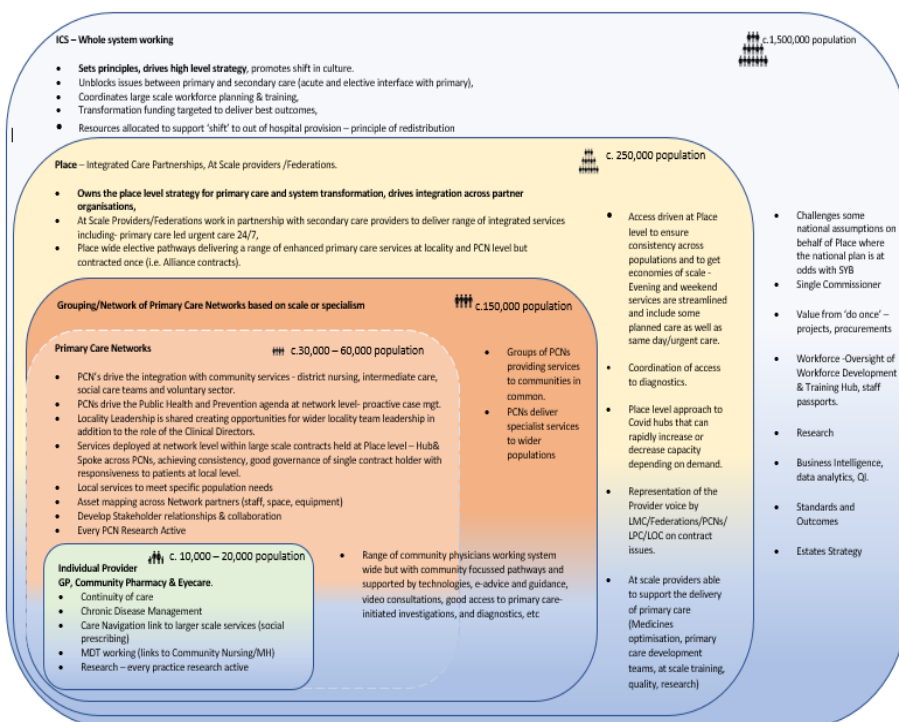 ICS – Whole system working
c.1,500,000 population
• Sets principles, drives high level strategy, promotes shift in culture.
• Unblocks issues between primary and secondary care (acute and elective interface with primary),
• Coordinates large scale workforce planning & training,
• Transformation funding targeted to deliver best outcomes,
• Resources allocated to support ‘shift’ to out of hospital provision – principle of redistribution
Place – Integrated Care Partnerships, At Scale providers /Federations.
c. 250,000 population
• Owns the place level strategy for primary care and system transformation, drives integration across partner
organisations,
• At Scale Providers/Federations work in partnership with secondary care providers to deliver range of integrated services
including- primary care led urgent care 24/7,
• Place wide elective pathways delivering a range of enhanced primary care services at locality and PCN level but
contracted once (i.e. Alliance contracts).
Grouping/Network of Primary Care Networks based on scale or specialism
c.150,000 population
Primary Care Networks
c.30,000 – 60,000 population
• PCN’s drive the integration with community services - district nursing, intermediate care,
social care teams and voluntary sector.
• PCNs drive the Public Health and Prevention agenda at network level- proactive case mgt.
• Locality Leadership is shared creating opportunities for wider locality team leadership in
addition to the role of the Clinical Directors.
• Services deployed at network level within large scale contracts held at Place level – Hub&
Spoke across PCNs, achieving consistency, good governance of single contract holder with
responsiveness to patients at local level.
• Local services to meet specific population needs
• Asset mapping across Network partners (staff, space, equipment)
• Develop Stakeholder relationships & collaboration
• Every PCN Research Active
c. 10,000 – 20,000 population
Individual Provider
GP, Community Pharmacy & Eyecare.
• Continuity of care
• Chronic Disease Management
• Care Navigation link to larger scale services (social
prescribing)
• MDT working (links to Community Nursing/MH)
• Research – every practice research active
• Groups of PCNs
providing services
to communities in
common.
• PCNs deliver
specialist services
to wider
populations
• Range of community physicians working system
wide but with community focussed pathways and
supported by technologies, e-advice and guidance,
video consultations, good access to primary care-
initiated investigations, and diagnostics, etc
• Access driven at Place
level to ensure
consistency across
populations and to get
economies of scale -
Evening and weekend
services are streamlined
and include some
planned care as well as
same day/urgent care.
• Coordination of access
to diagnostics.
• Place level approach to
Covid hubs that can
rapidly increase or
decrease capacity
depending on demand.
• Representation of the
Provider voice by
LMC/Federations/PCNs/
LPC/LOC on contract
issues.
• At scale providers able
to support the delivery
of primary care
(Medicines
optimisation, primary
care development
teams, at scale training,
quality, research)
• Challenges some
national assumptions on
behalf of Place where
the national plan is at
odds with SYB
• Single Commissioner
• Value from ‘do once’ –
projects, procurements
• Workforce -Oversight of
Workforce Development
& Training Hub, staff
passports.
• Research
• Business Intelligence,
data analytics, QI.
• Standards and
Outcomes
• Estates Strategy